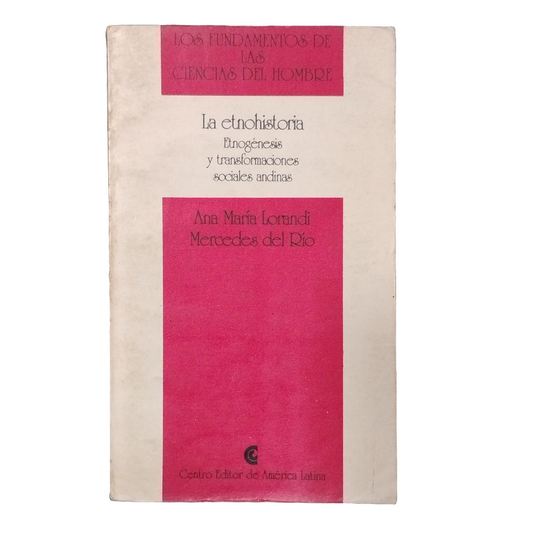 LOS FUNDAMENTOS DE
LAS
CIENCIAS DEL HOMBRE
La etnohistoria
Etnogénesis
y transformaciones
sociales andinas
Ana María Lorandi
Mercedes del Río
Centro Editor de América Latina